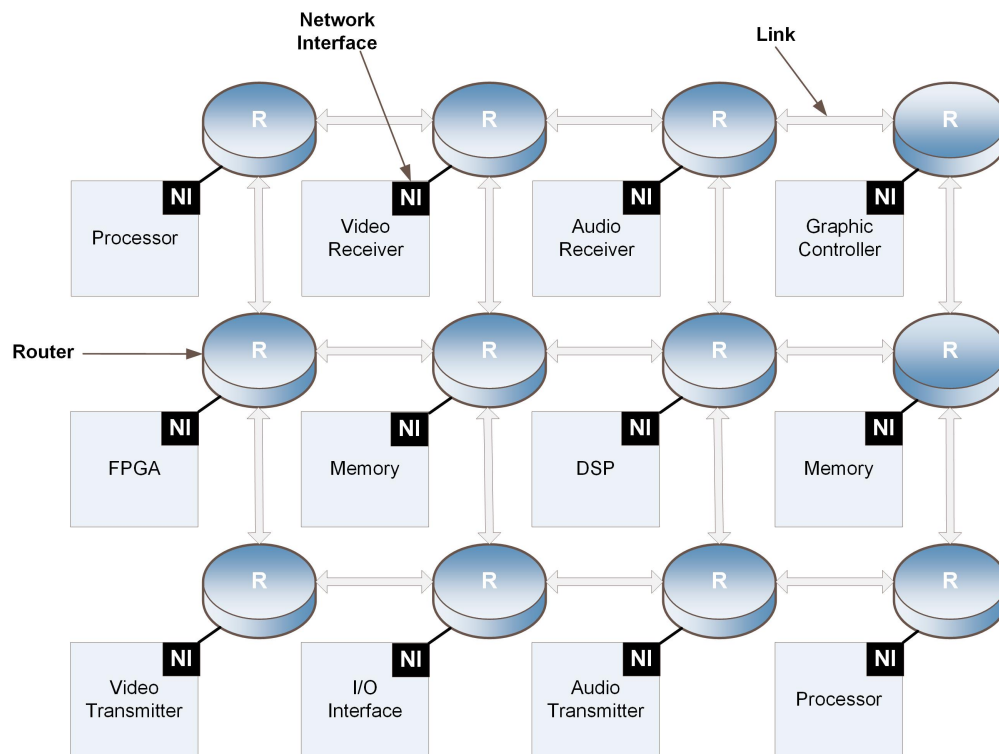 Network
Interface
Link
R R R R
NI NI NI NI
Processor
Video
Receiver
Audio
Receiver
Graphic
Controller
Router
R R R R
NI NI NI NI
FPGA
Memory
DSP
Memory
R R R R
NI NI NI NI
Video
Transmitter
I/O
Interface
Audio
Transmitter
Processor